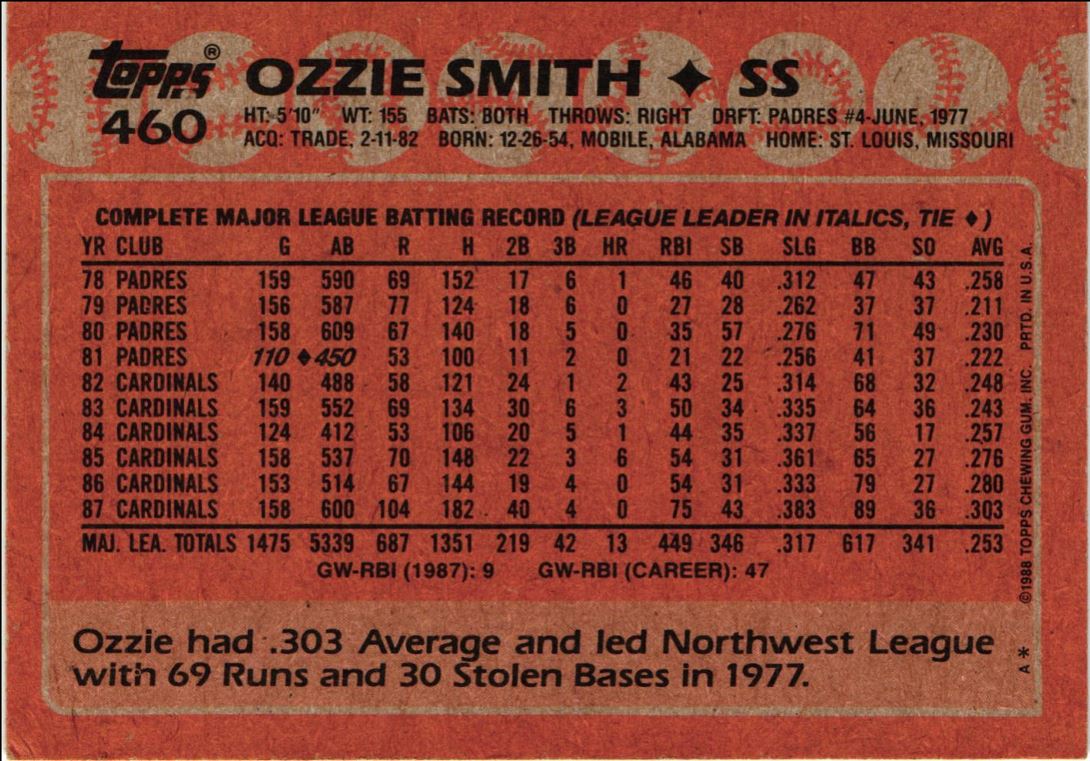 Topps® OZZIE SMITH ✦ SS
460 HT: 5'10" WT: 155 BATS: BOTH THROWS: RIGHT DRFT: PADRES #4-JUNE, 1977
ACQ: TRADE, 2-11-82 BORN: 12-26-54, MOBILE, ALABAMA HOME: ST. LOUIS, MISSOURI
COMPLETE MAJOR LEAGUE BATTING RECORD (LEAGUE LEADER IN ITALICS, TIE ♦)
YR CLUB G AB R H 2B 3B HR RBI SB SLG BB SO AVG
78 PADRES 159 590 69 152 17 6 1 46 40 .312 47 43 .258
79 PADRES 156 587 77 124 18 6 0 27 28 .262 37 37 .211
80 PADRES 158 609 67 140 18 5 0 35 57 .276 71 49 .230
81 PADRES 110 ♦450 53 100 11 2 0 21 22 .256 41 37 .222
82 CARDINALS 140 488 58 121 24 1 2 43 25 .314 68 32 .248
83 CARDINALS 159 552 69 134 30 6 3 50 34 .335 64 36 .243
84 CARDINALS 124 412 53 106 20 5 1 44 35 .337 56 17 .257
85 CARDINALS 158 537 70 148 22 3 6 54 31 .361 65 27 .276
86 CARDINALS 153 514 67 144 19 4 0 54 31 .333 79 27 .280
87 CARDINALS 158 600 104 182 40 4 0 75 43 .383 89 36 .303
MAJ. LEA. TOTALS 1475 5339 687 1351 219 42 13 449 346 .317 617 341 .253
GW-RBI (1987): 9 GW-RBI (CAREER): 47
©1988 TOPPS CHEWING GUM. INC. PRTD. IN U.S.A.
Ozzie had .303 Average and led Northwest League
with 69 Runs and 30 Stolen Bases in 1977.
A *